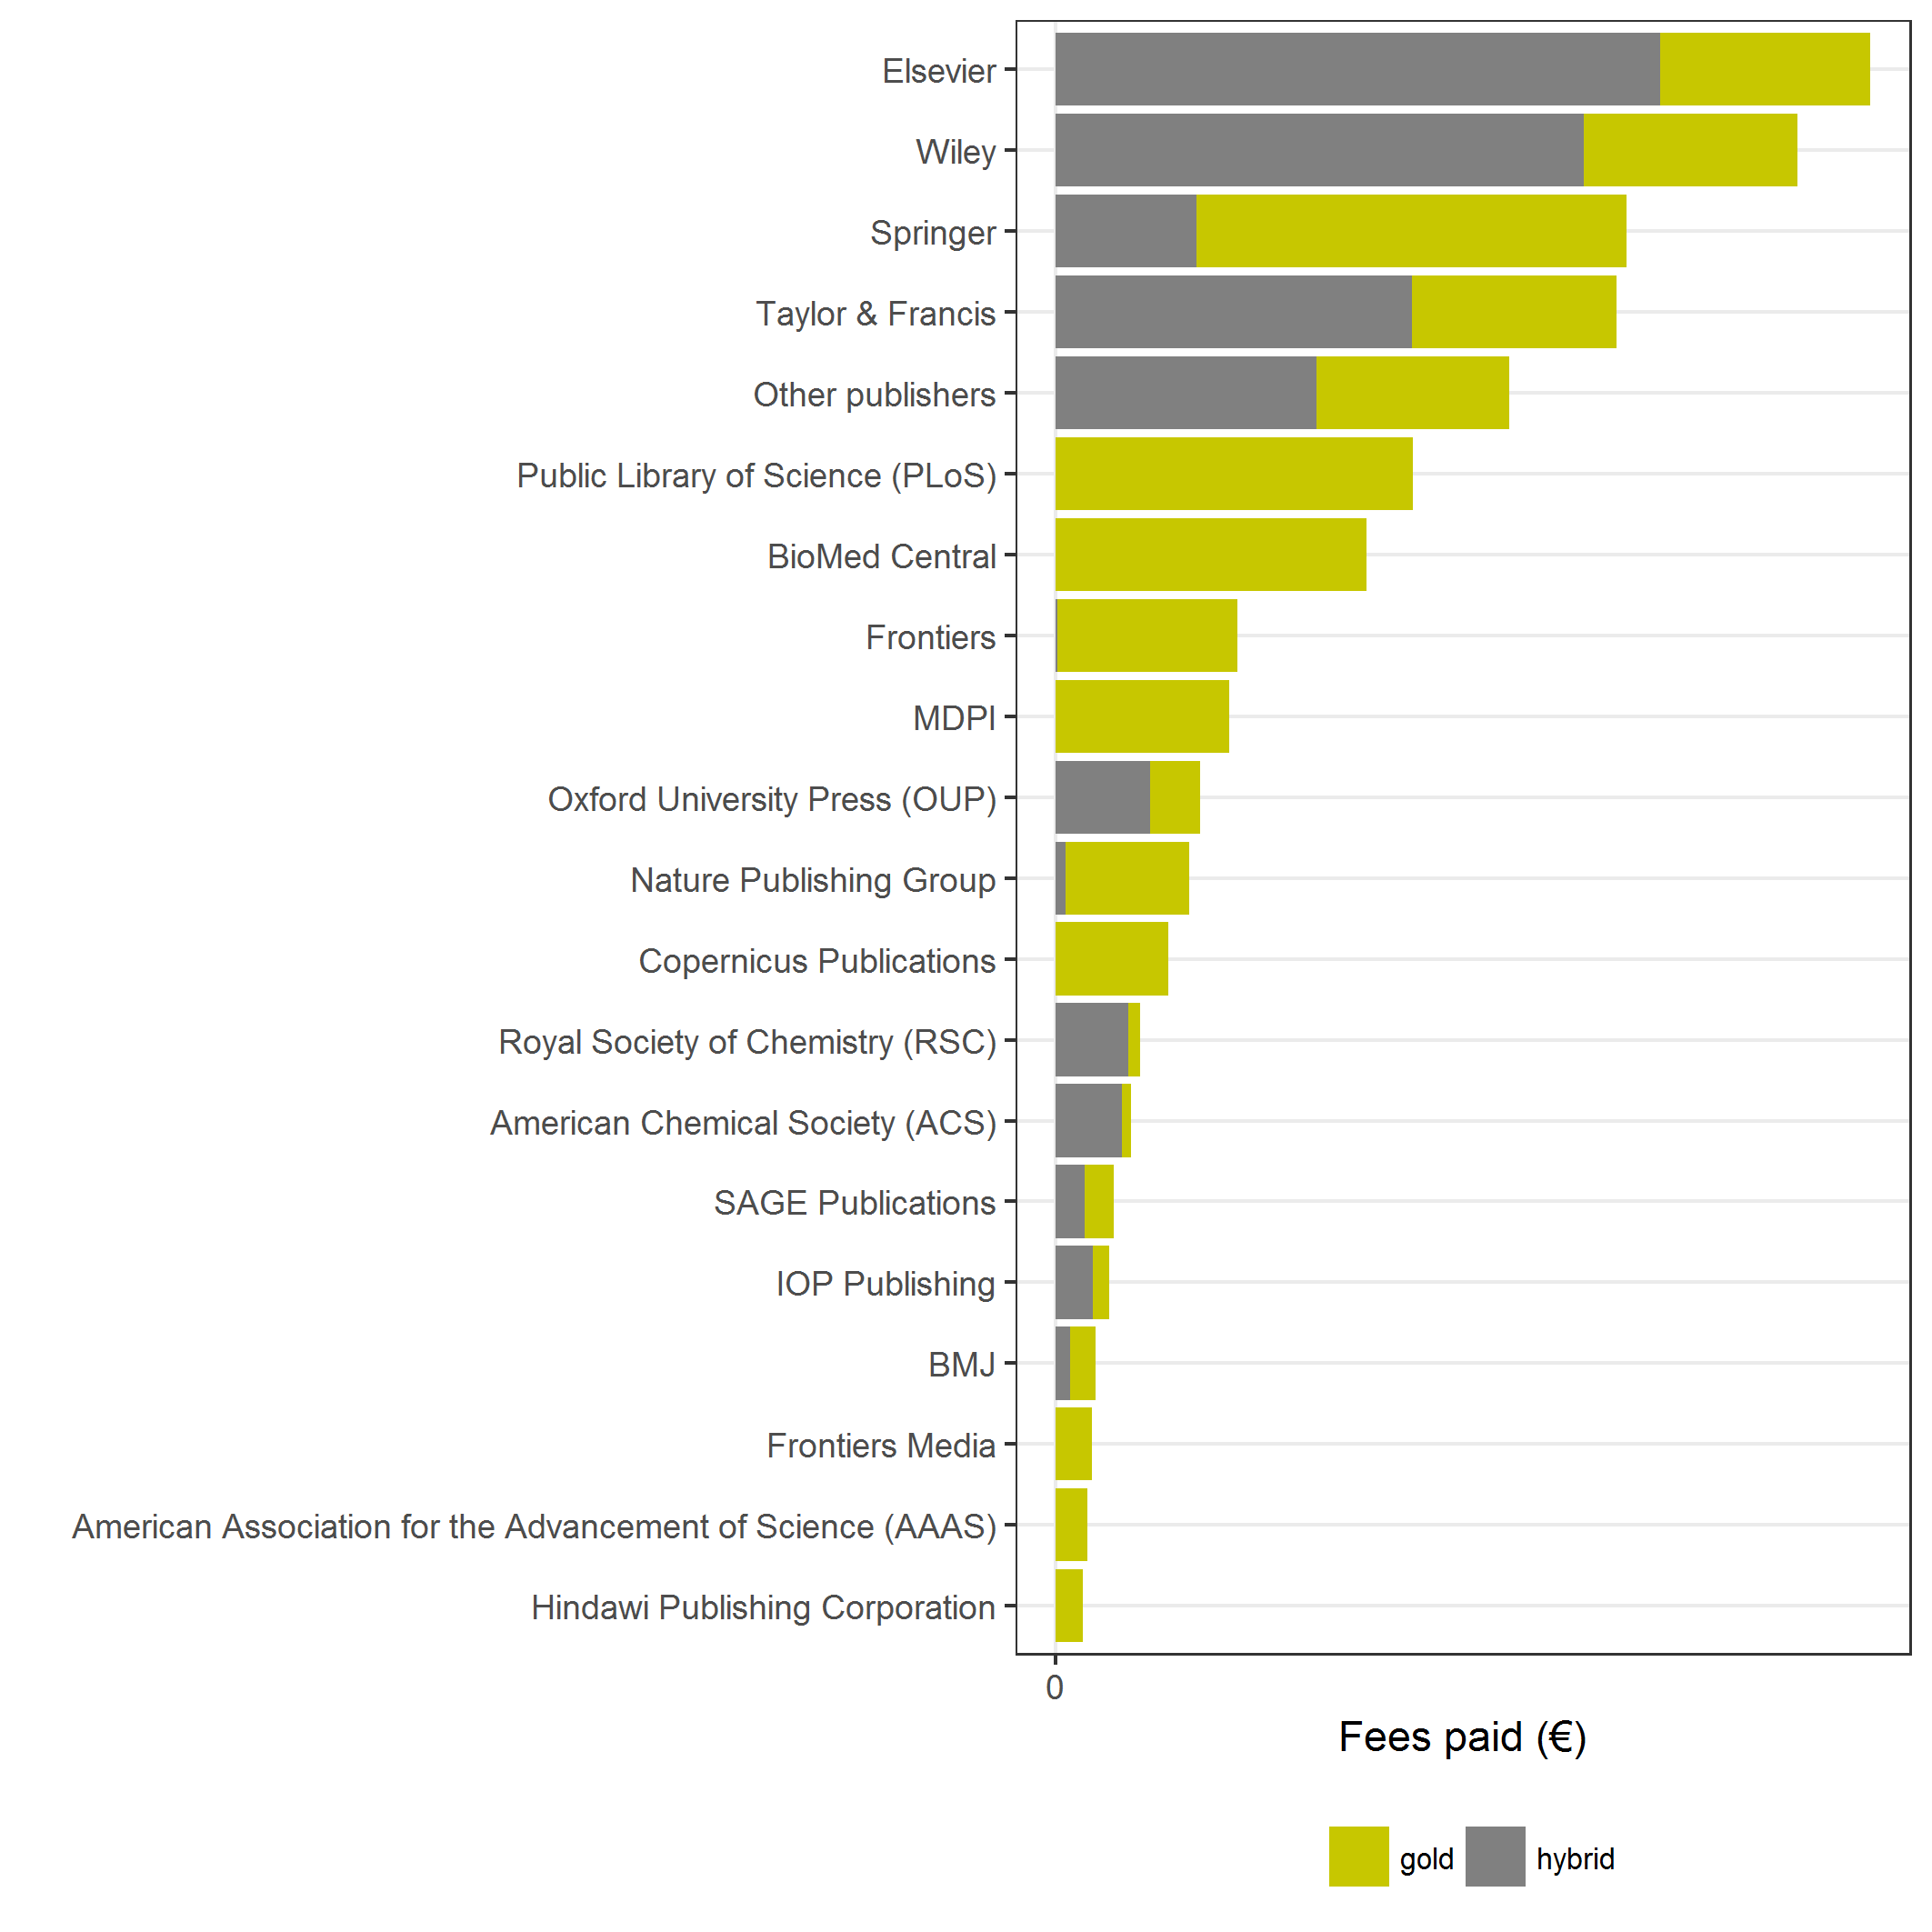 Elsevier
Wiley
Springer
Taylor & Francis
Other publishers
Public Library of Science (PLoS)
BioMed Central
Frontiers
MDPI
Oxford University Press (OUP)
Nature Publishing Group
Copernicus Publications
Royal Society of Chemistry (RSC)
American Chemical Society (ACS)
SAGE Publications
IOP Publishing
BMJ
Frontiers Media
American Association for the Advancement of Science (AAAS)
Hindawi Publishing Corporation
0
Fees paid (€)
gold hybrid